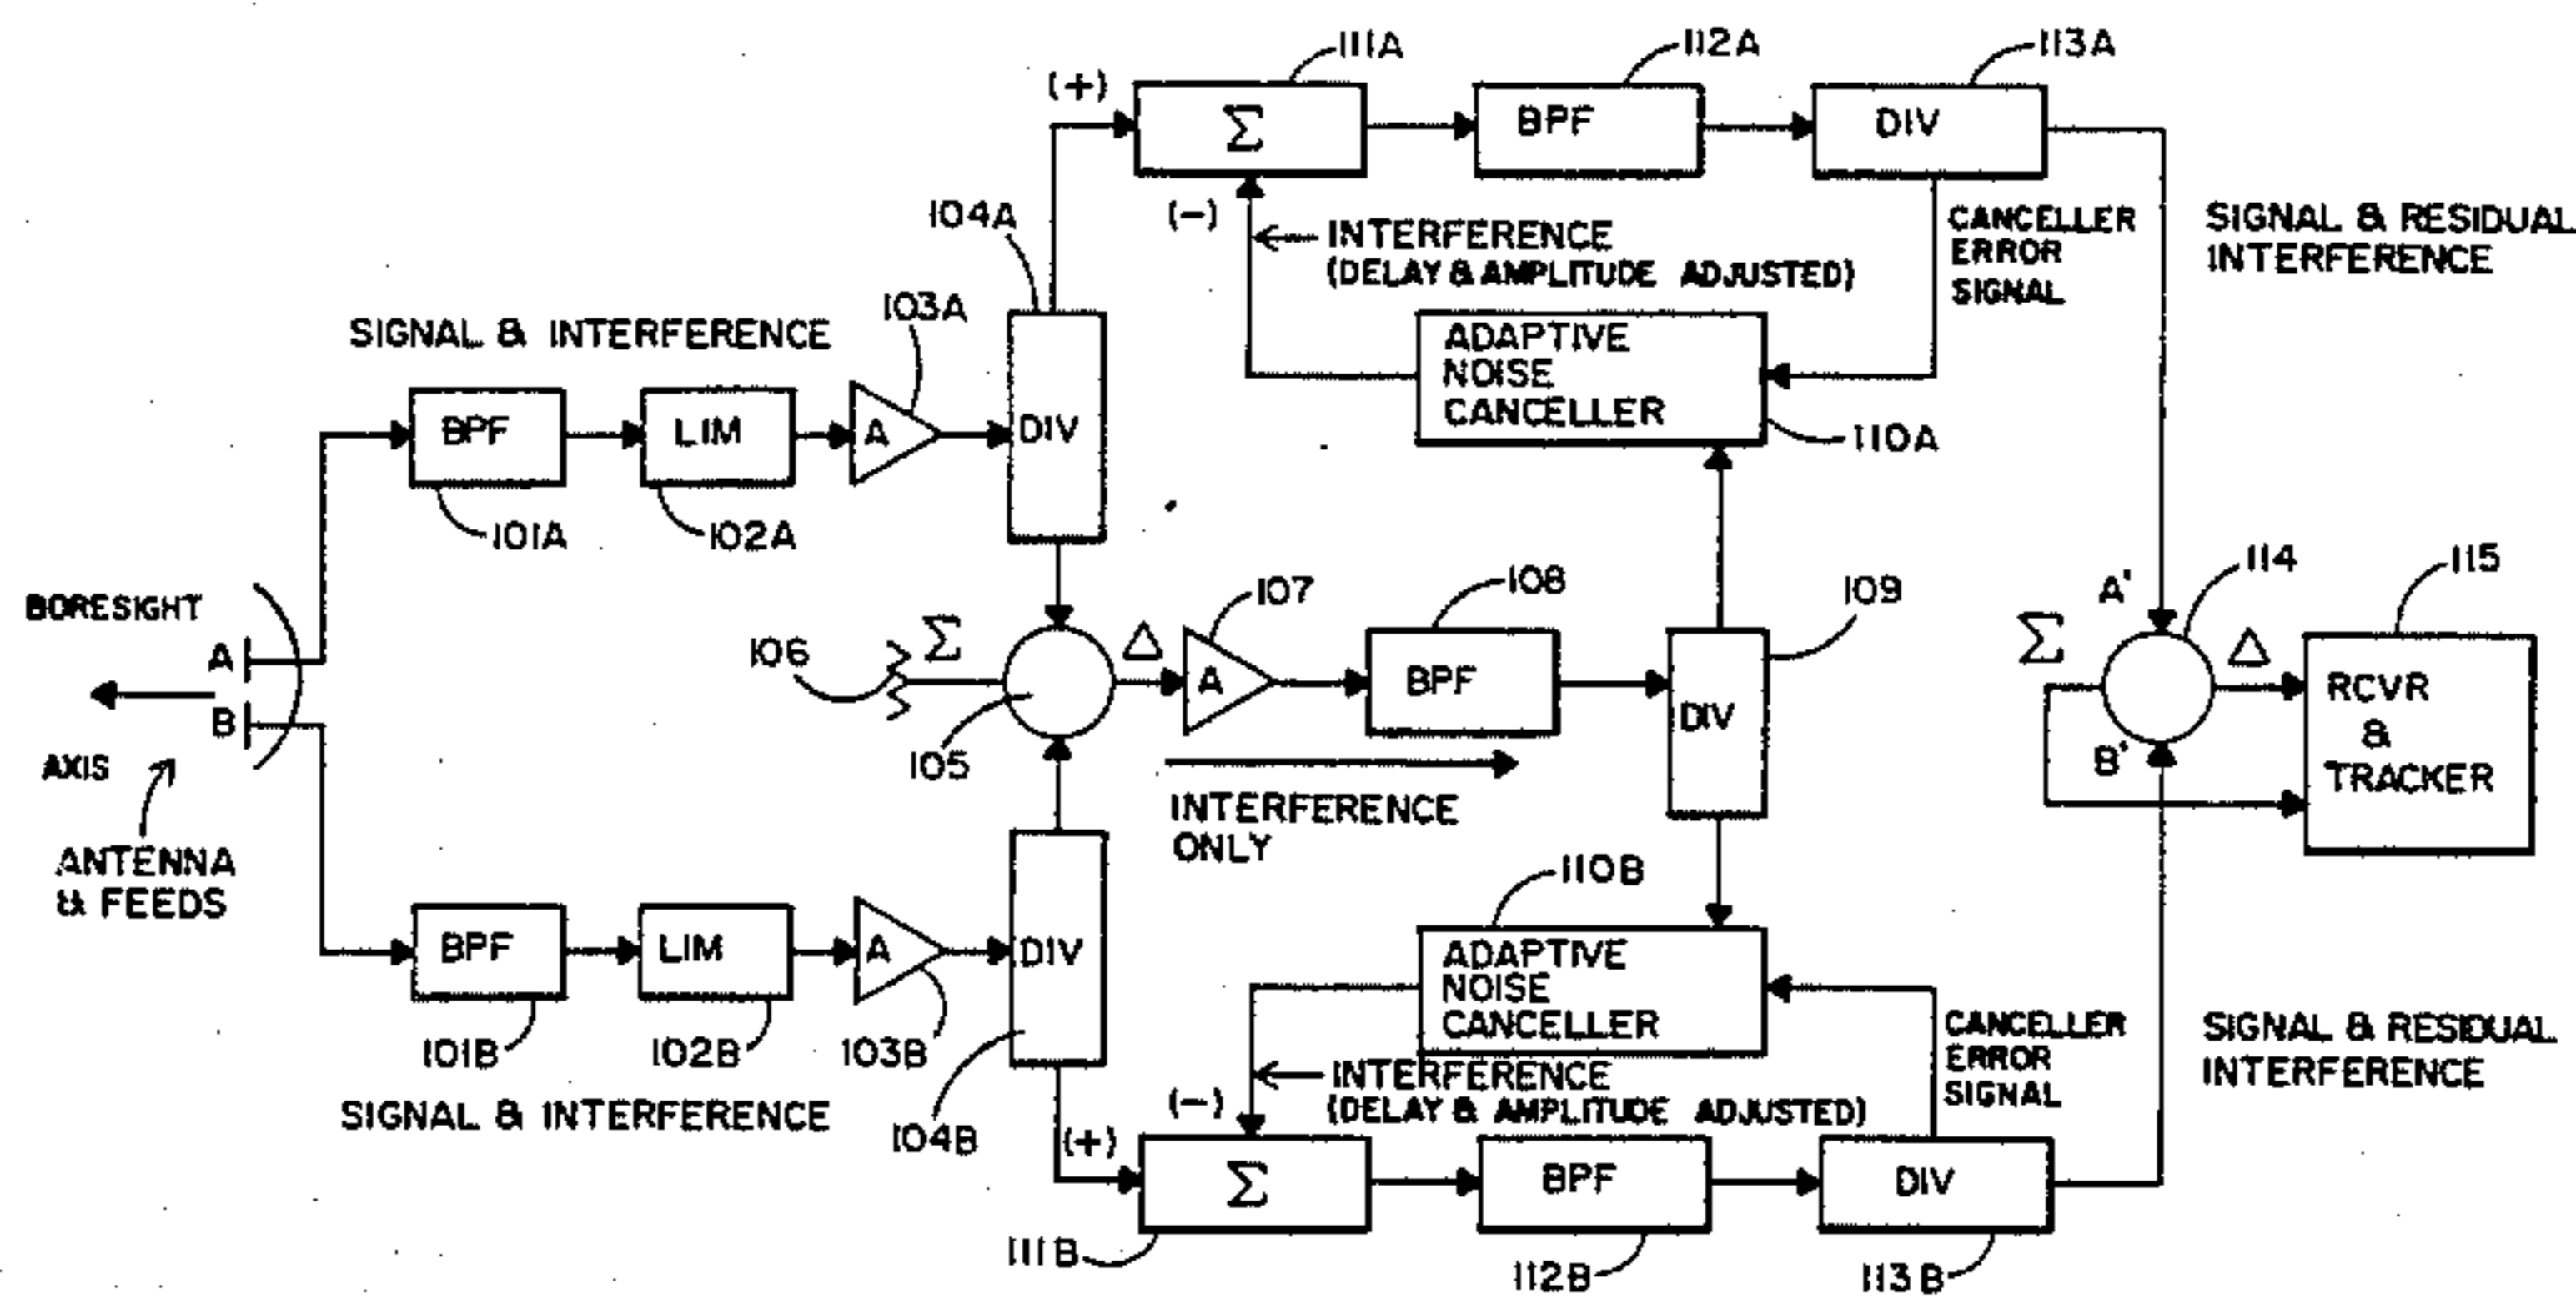 111A
112A
113A
(+)
Σ
BPF
DIV
104A
(-)
INTERFERENCE
(DELAY & AMPLITUDE ADJUSTED)
CANCELLER
ERROR
SIGNAL
SIGNAL & RESIDUAL
INTERFERENCE
103A
SIGNAL & INTERFERENCE
ADAPTIVE
NOISE
CANCELLER
110A
BPF
LIM
A
DIV
101A
102A
BORESIGHT
A
B
AXIS
ANTENNA
& FEEDS
106
Σ
105
Δ
107
A
108
BPF
109
DIV
INTERFERENCE
ONLY
Σ
A'
B'
114
Δ
115
RCVR
&
TRACKER
110B
BPF
LIM
A
DIV
101B
102B
103B
104B
SIGNAL & INTERFERENCE
ADAPTIVE
NOISE
CANCELLER
CANCELLER
ERROR
SIGNAL
SIGNAL & RESIDUAL
INTERFERENCE
INTERFERENCE
(DELAY & AMPLITUDE ADJUSTED)
(-)
(+)
Σ
BPF
DIV
111B
112B
113B